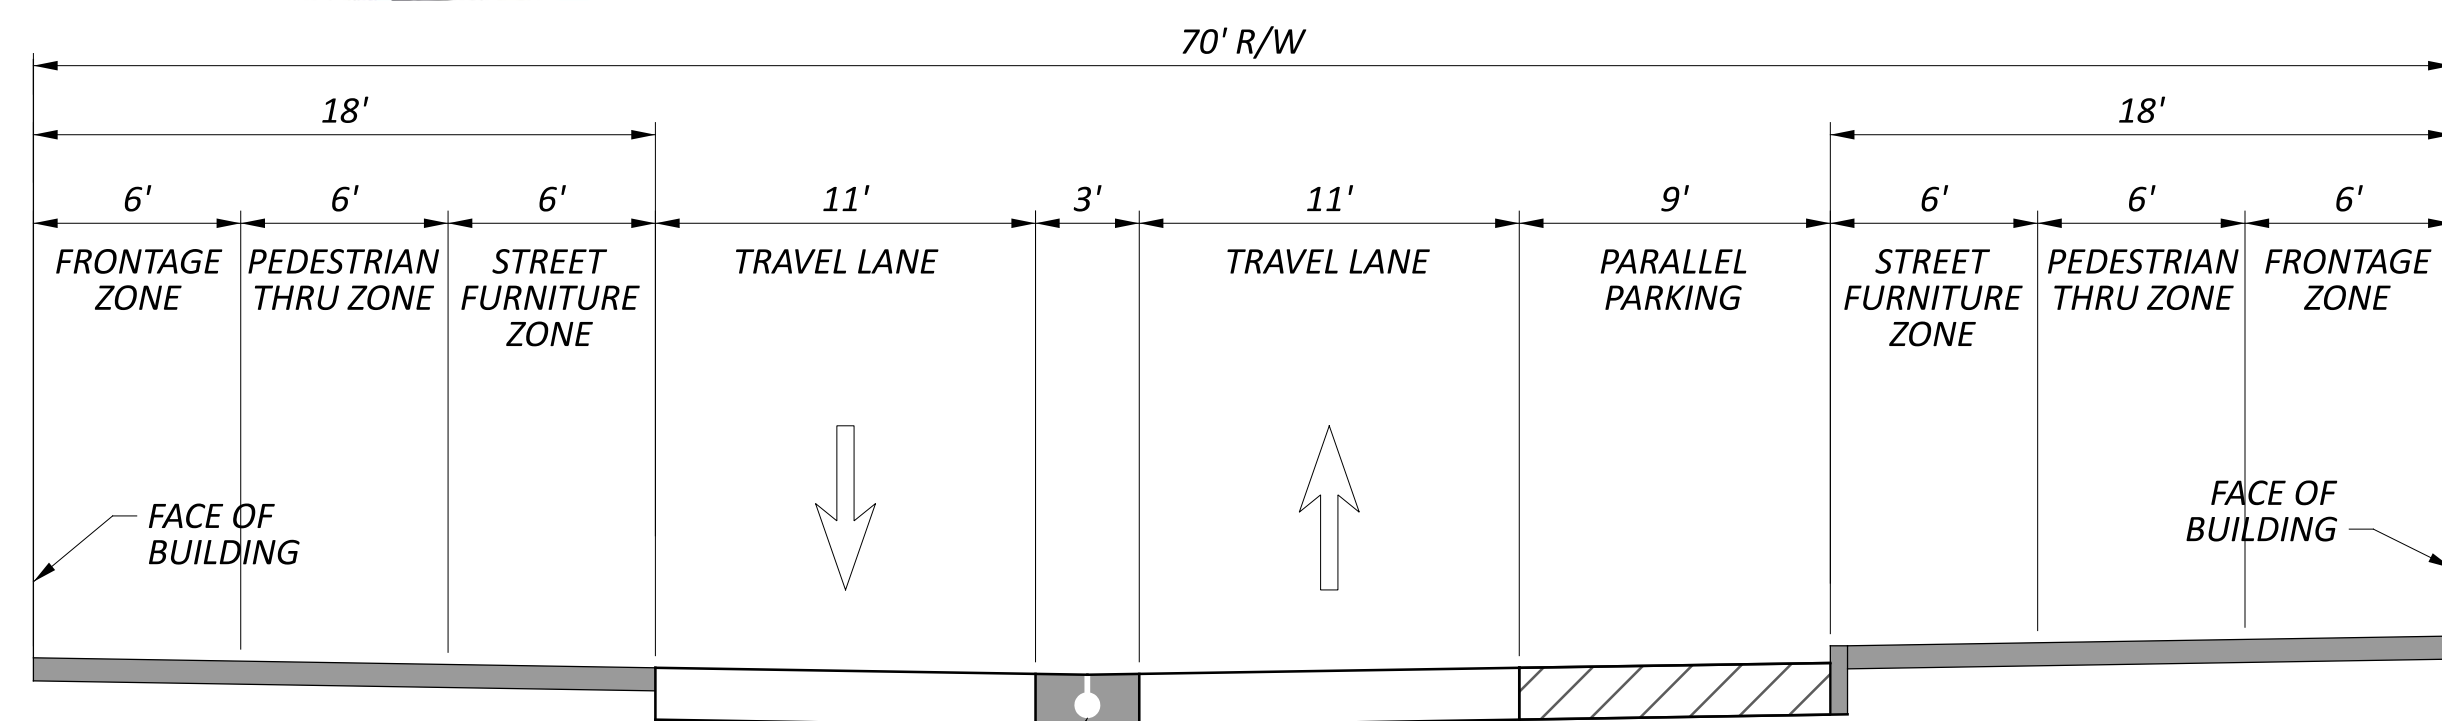 70' R/W
18'
18'
6'
6'
6'
11'
3'
11'
9'
6'
6'
6'
FRONTAGE
ZONE
PEDESTRIAN
THRU ZONE
STREET
FURNITURE
ZONE
TRAVEL LANE
TRAVEL LANE
PARALLEL
PARKING
STREET
FURNITURE
ZONE
PEDESTRIAN
THRU ZONE
FRONTAGE
ZONE
FACE OF
BUILDING
FACE OF
BUILDING